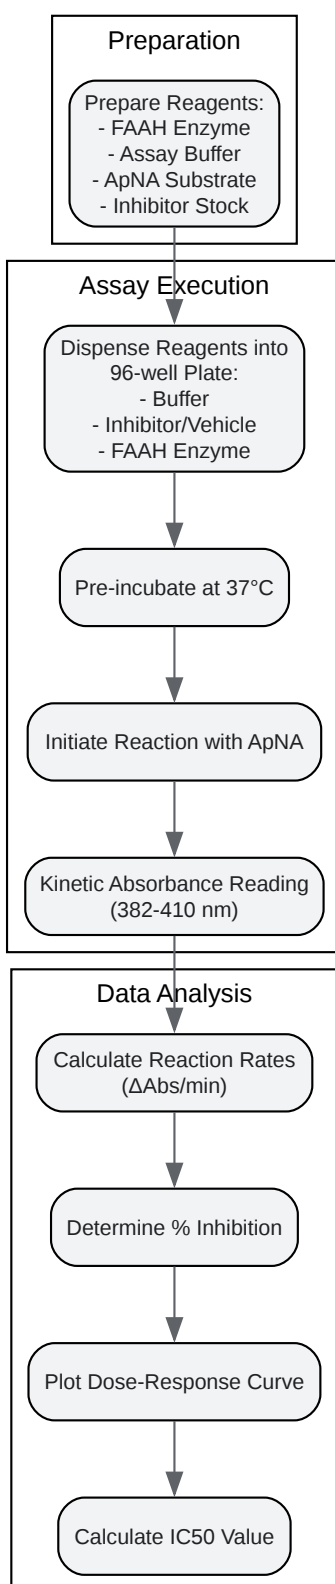 Preparation
Prepare Reagents:
- FAAH Enzyme
- Assay Buffer
- ApNA Substrate
- Inhibitor Stock
Assay Execution
Dispense Reagents into
96-well Plate:
- Buffer
- Inhibitor/Vehicle
- FAAH Enzyme
Pre-incubate at 37°C
Initiate Reaction with ApNA
Kinetic Absorbance Reading
(382-410 nm)
Data Analysis
Calculate Reaction Rates
(ΔAbs/min)
Determine % Inhibition
Plot Dose-Response Curve
Calculate IC50 Value